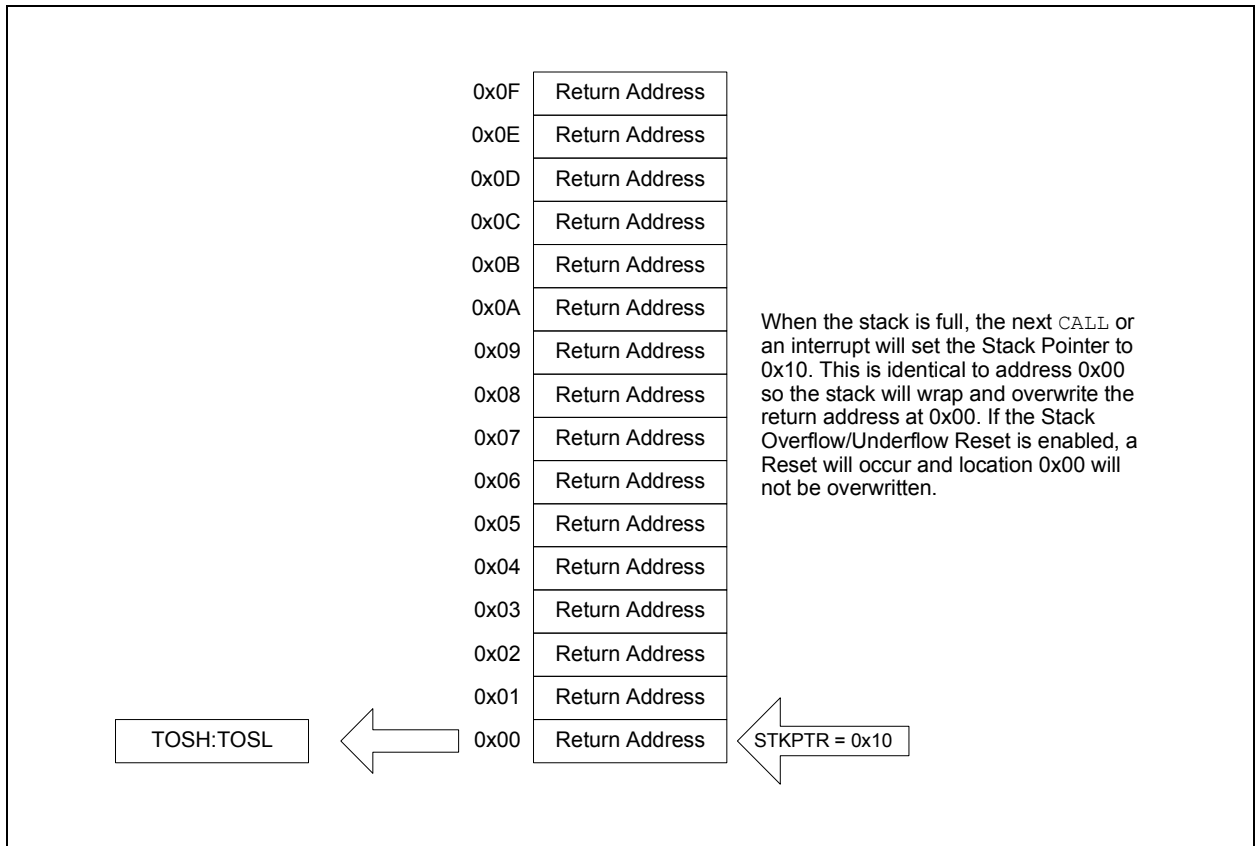 0x0F Return Address
0x0E Return Address
0x0D Return Address
0x0C Return Address
0x0B Return Address
0x0A Return Address
0x09 Return Address
0x08 Return Address
0x07 Return Address
0x06 Return Address
0x05 Return Address
0x04 Return Address
0x03 Return Address
0x02 Return Address
0x01 Return Address
TOSH:TOSL 0x00 Return Address STKPTR = 0x10
When the stack is full, the next CALL or
an interrupt will set the Stack Pointer to
0x10. This is identical to address 0x00
so the stack will wrap and overwrite the
return address at 0x00. If the Stack
Overflow/Underflow Reset is enabled, a
Reset will occur and location 0x00 will
not be overwritten.